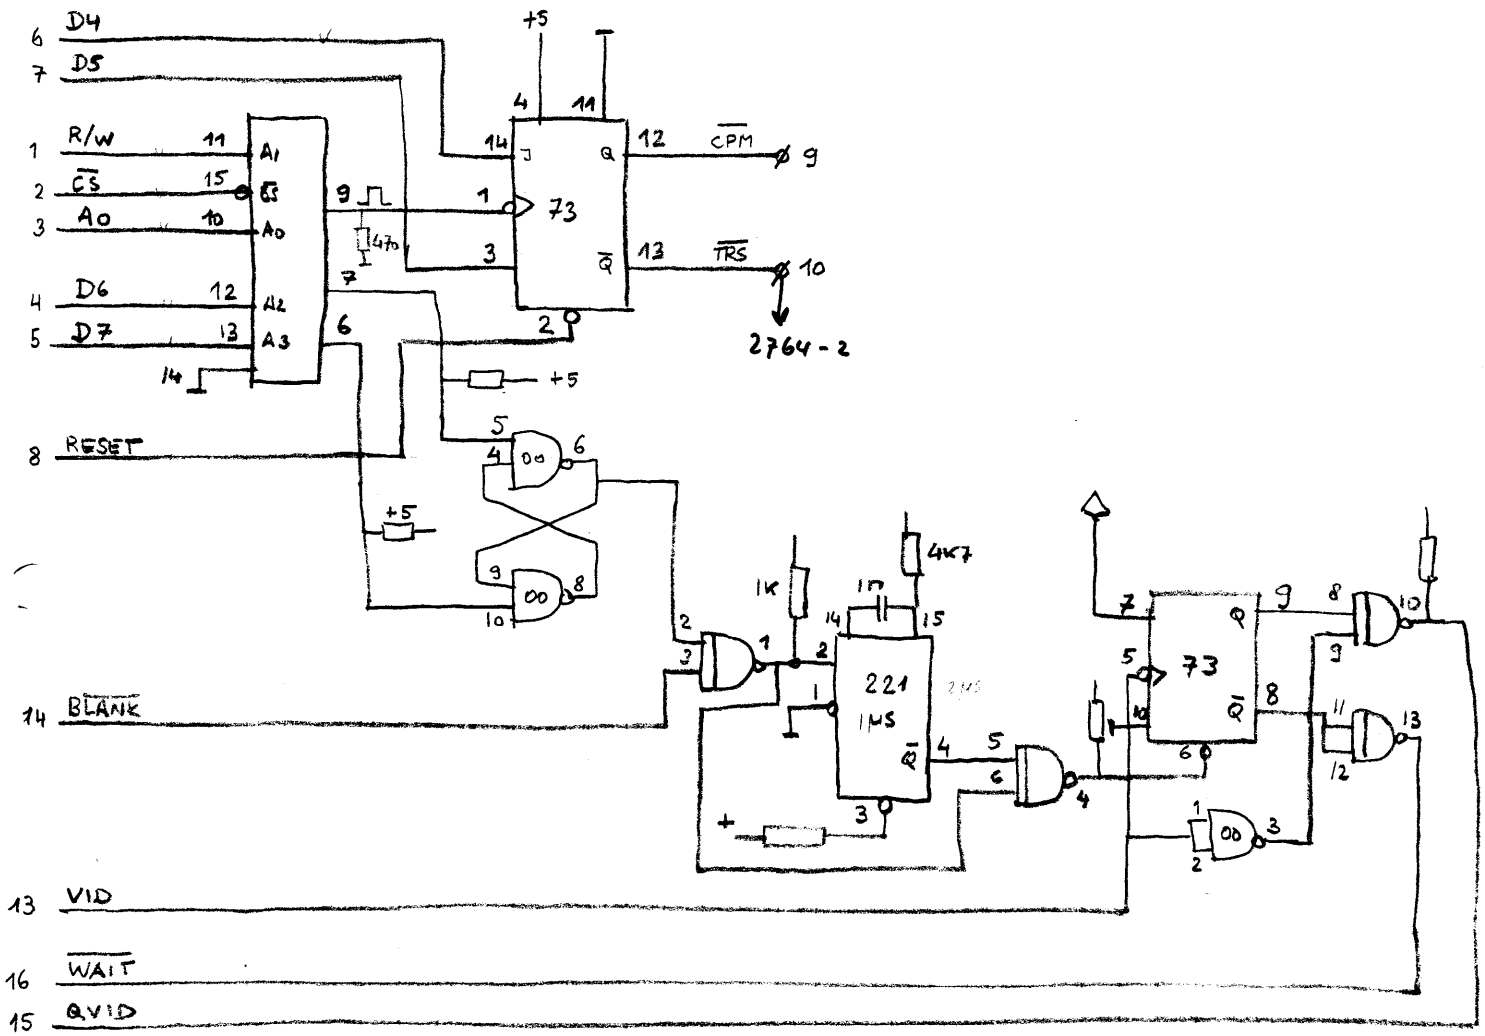 6 D4
+5
7 D5
4 11
1 R/W 11 A1
14 J Q 12 CPM 9
2 CS 15 CS
9 1 73
3 A0 10 A0
470
3 Q 13 TRS 10
7
4 D6 12 A2
6 2
5 D7 13 A3
2764-2
14
+5
8 RESET
5 6
4 00
+5
9 8
00
10
4K7
1K 1n
14 15
2
3 1 2
221
1 1µS 2µS
Q 4 5
6 4
3
+
7 Q 9 8 10
9
5 73
10 Q 8 11 13
6 12
1 00 3
2
14 BLANK
13 VID
16 WAIT
15 QVID